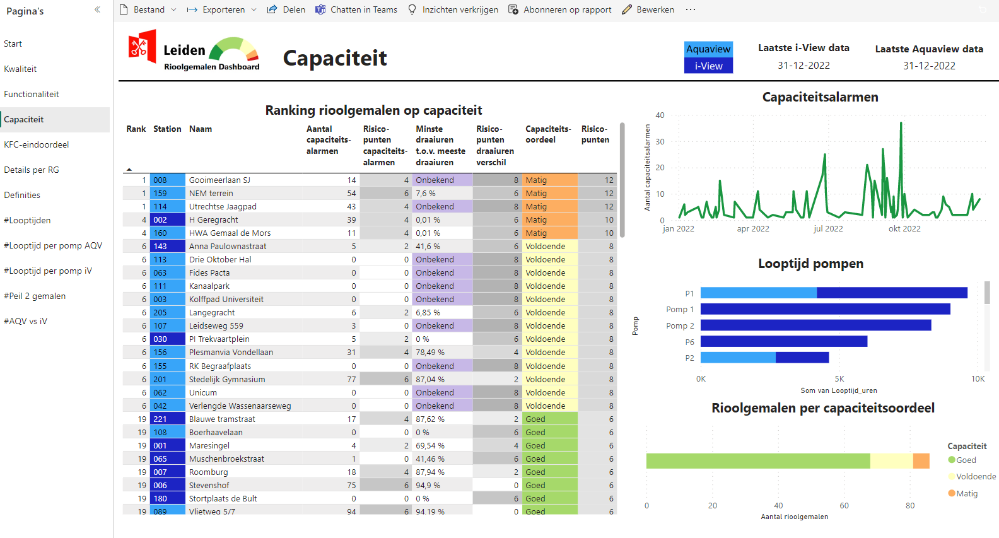 Pagina's
Bestand
Exporteren
Delen
Chatten in Teams
Inzichten verkrijgen
Abonneren op rapport
Bewerken
Start
Kwaliteit
Functionaliteit
Capaciteit
KFC-eindoordeel
Details per RG
Definities
#Looptijden
#Looptijd per pomp AQV
#Looptijd per pomp iV
#Peil 2 gemalen
#AQV vs iV
Leiden
Rioolgemalen Dashboard
Capaciteit
Aquaview
i-View
Laatste i-View data
31-12-2022
Laatste Aquaview data
31-12-2022
Ranking rioolgemalen op capaciteit
Rank Station Naam Aantal capaciteits-alarmen Risico-punten capaciteits-alarmen Minste draaiuren t.o.v. meeste draaiuren Risico-punten draaiuren verschil Capaciteits-oordeel Risico-punten
1 008 Gooimeerlaan SJ 14 4 Onbekend 8 Matig 12
1 159 NEM terrein 54 6 7,6 % 6 Matig 12
1 114 Utrechtse Jaagpad 43 4 Onbekend 8 Matig 12
4 002 H Geregracht 39 4 0,01 % 6 Matig 10
4 160 HWA Gemaal de Mors 11 4 0,01 % 6 Matig 10
6 143 Anna Paulownastraat 5 2 41,6 % 6 Voldoende 8
6 113 Drie Oktober Hal 0 0 Onbekend 8 Voldoende 8
6 063 Fides Pacta 0 0 Onbekend 8 Voldoende 8
6 111 Kanaalpark 0 0 Onbekend 8 Voldoende 8
6 003 Kolffpad Universiteit 0 0 Onbekend 8 Voldoende 8
6 205 Langegracht 6 2 6,85 % 6 Voldoende 8
6 107 Leidseweg 559 3 0 Onbekend 8 Voldoende 8
6 030 PI Trekvaartplein 5 2 0 % 6 Voldoende 8
6 156 Plesmanvia Vondellaan 31 4 78,49 % 4 Voldoende 8
6 155 RK Begraafplaats 0 0 Onbekend 8 Voldoende 8
6 201 Stedelijk Gymnasium 77 6 87,04 % 2 Voldoende 8
6 062 Unicum 0 0 Onbekend 8 Voldoende 8
6 042 Verlengde Wassenaarseweg 0 0 Onbekend 8 Voldoende 8
19 221 Blauwe tramstraat 17 4 87,62 % 2 Goed 6
19 108 Boerhaavelaan 0 0 0 % 6 Goed 6
19 001 Maresingel 4 2 69,54 % 4 Goed 6
19 065 Muschenbroekstraat 1 0 41,46 % 6 Goed 6
19 007 Roomburg 18 4 87,94 % 2 Goed 6
19 006 Stevenshof 75 6 94,9 % 0 Goed 6
19 180 Stortplaats de Bult 0 0 0 % 6 Goed 6
19 089 Vlietweg 5/7 94 6 94,19 % 0 Goed 6
Capaciteitsalarmen
Aantal capaciteitsalarmen
40
30
20
10
0
jan 2022 apr 2022 jul 2022 okt 2022
Looptijd pompen
Pomp
P1
Pomp 1
Pomp 2
P6
P2
0K 5K 10K
Som van Looptijd_uren
Rioolgemalen per capaciteitsoordeel
Capaciteit
Goed
Voldoende
Matig
0 20 40 60 80
Aantal rioolgemalen